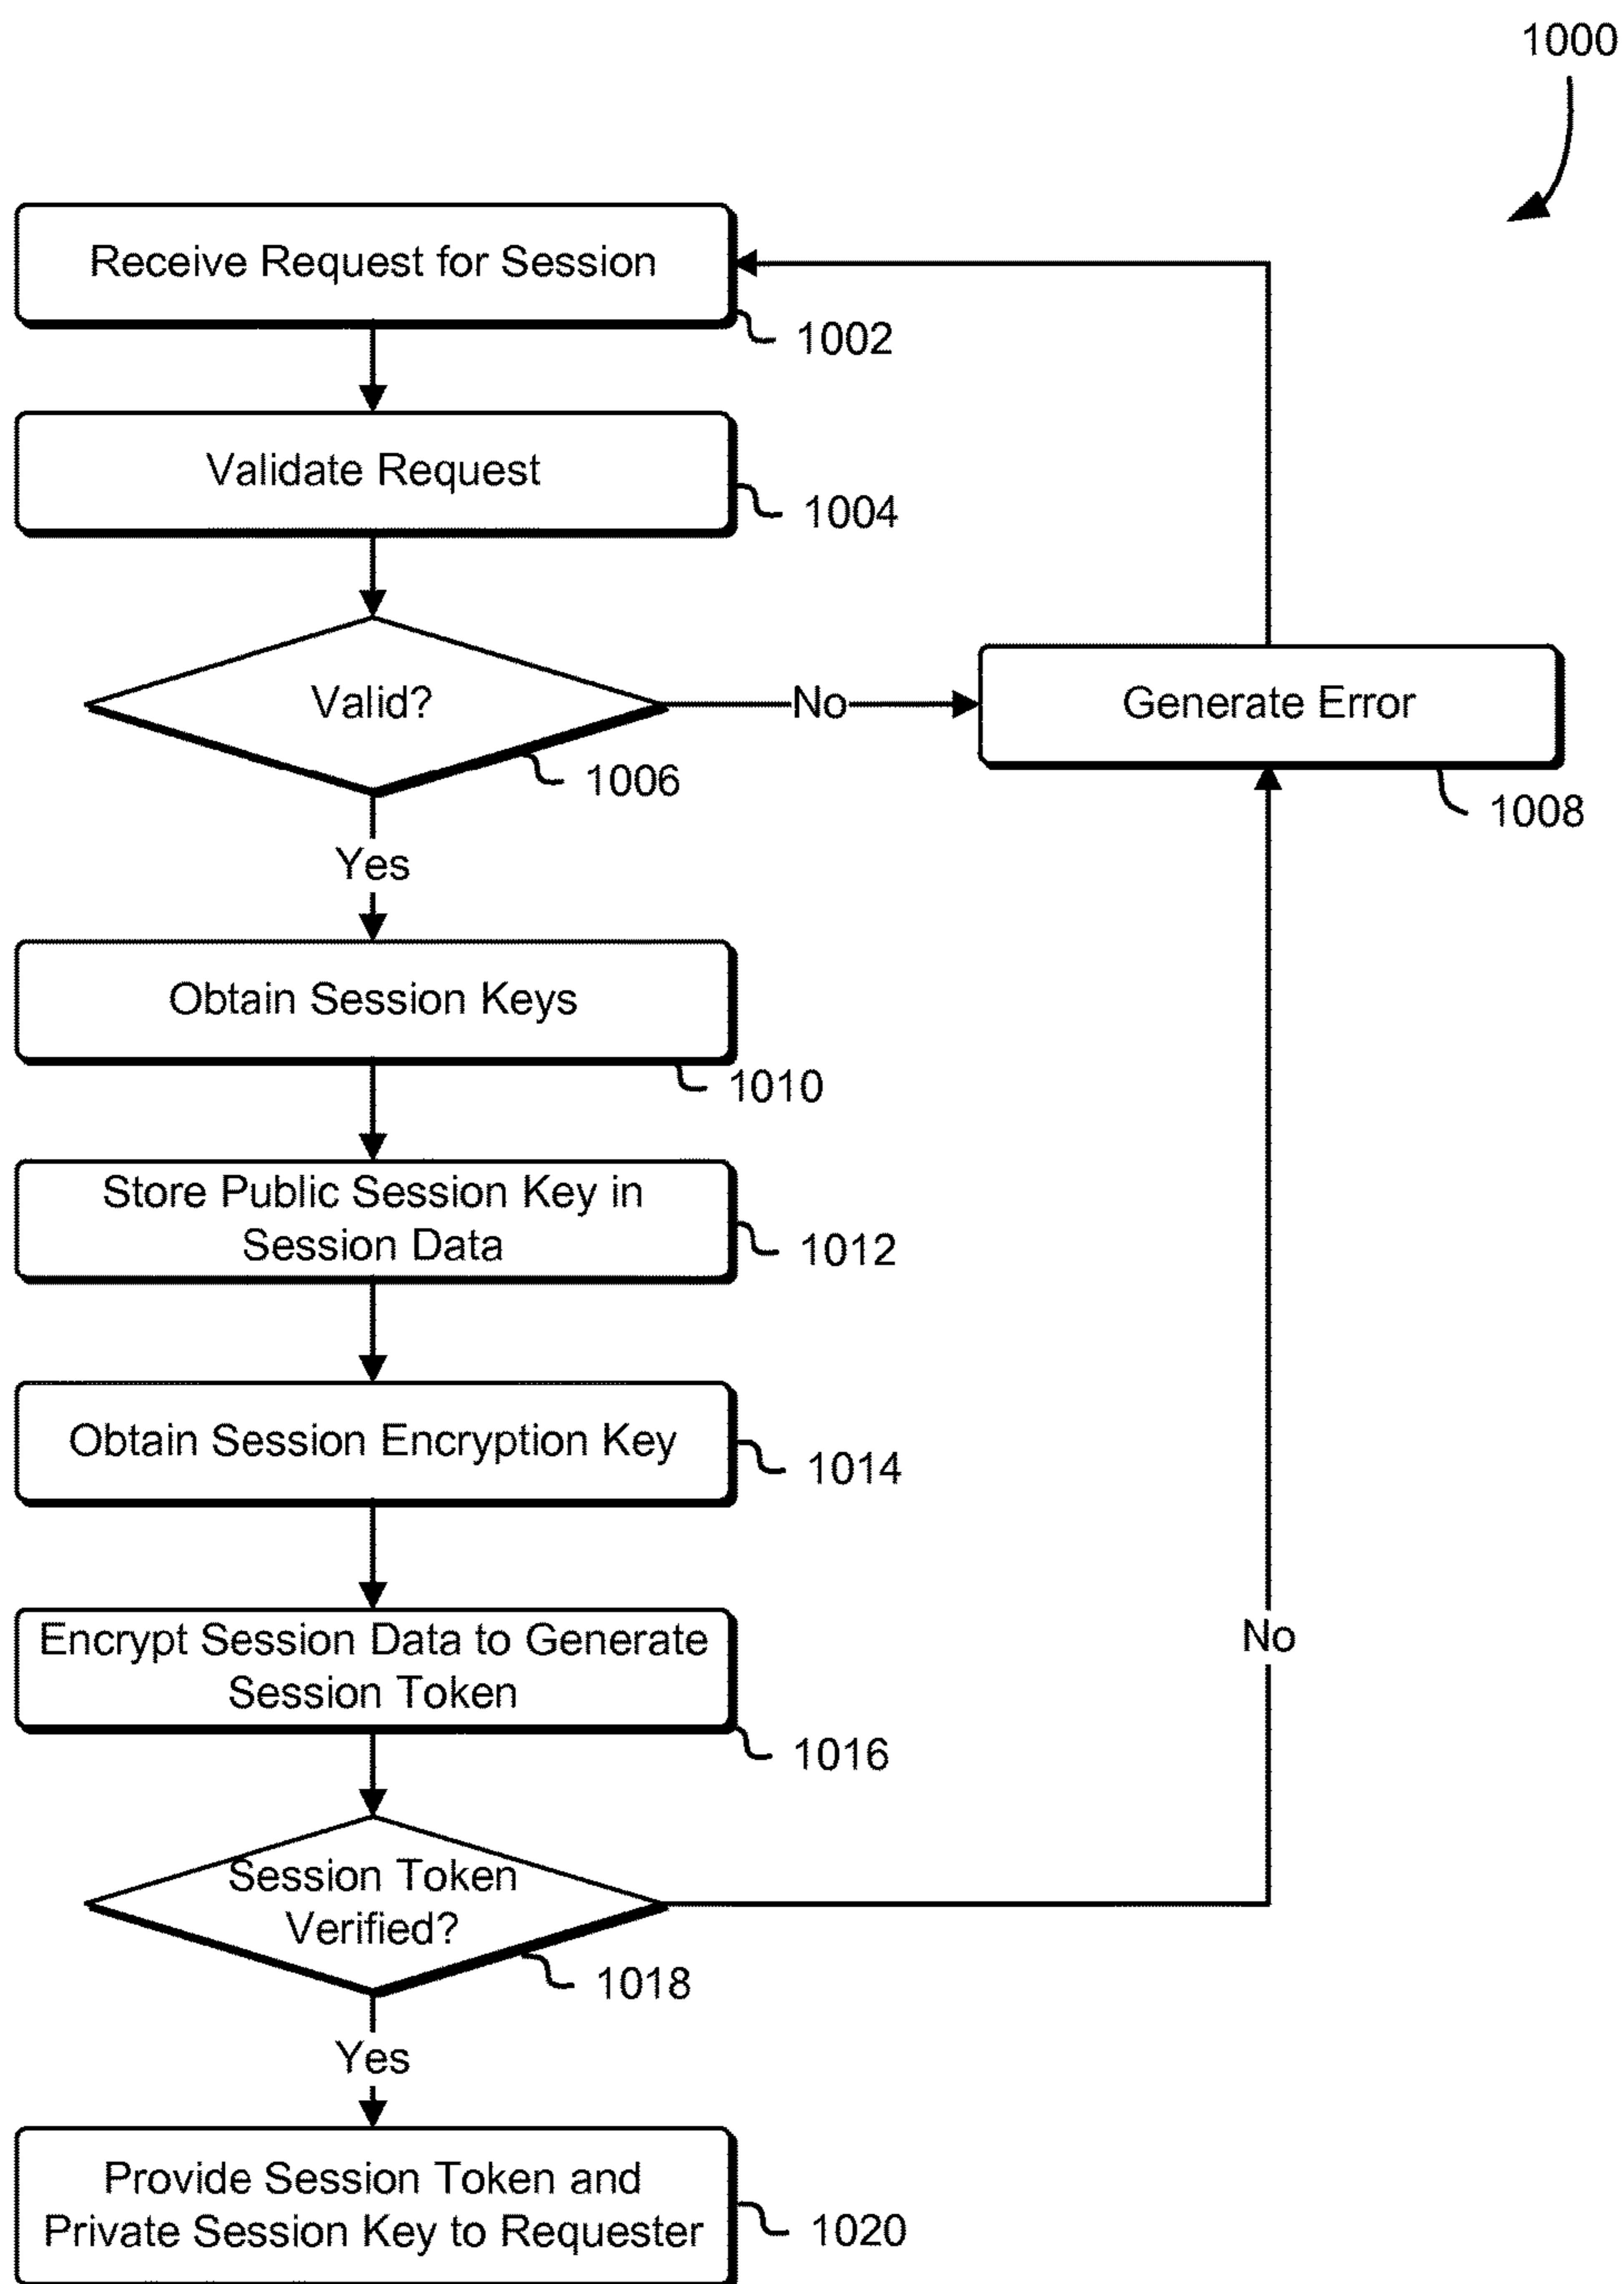 1000
Receive Request for Session
1002
Validate Request
1004
Valid?
No
Generate Error
1006
1008
Yes
Obtain Session Keys
1010
Store Public Session Key in
Session Data
1012
Obtain Session Encryption Key
1014
Encrypt Session Data to Generate
Session Token
1016
No
Session Token
Verified?
1018
Yes
Provide Session Token and
Private Session Key to Requester
1020